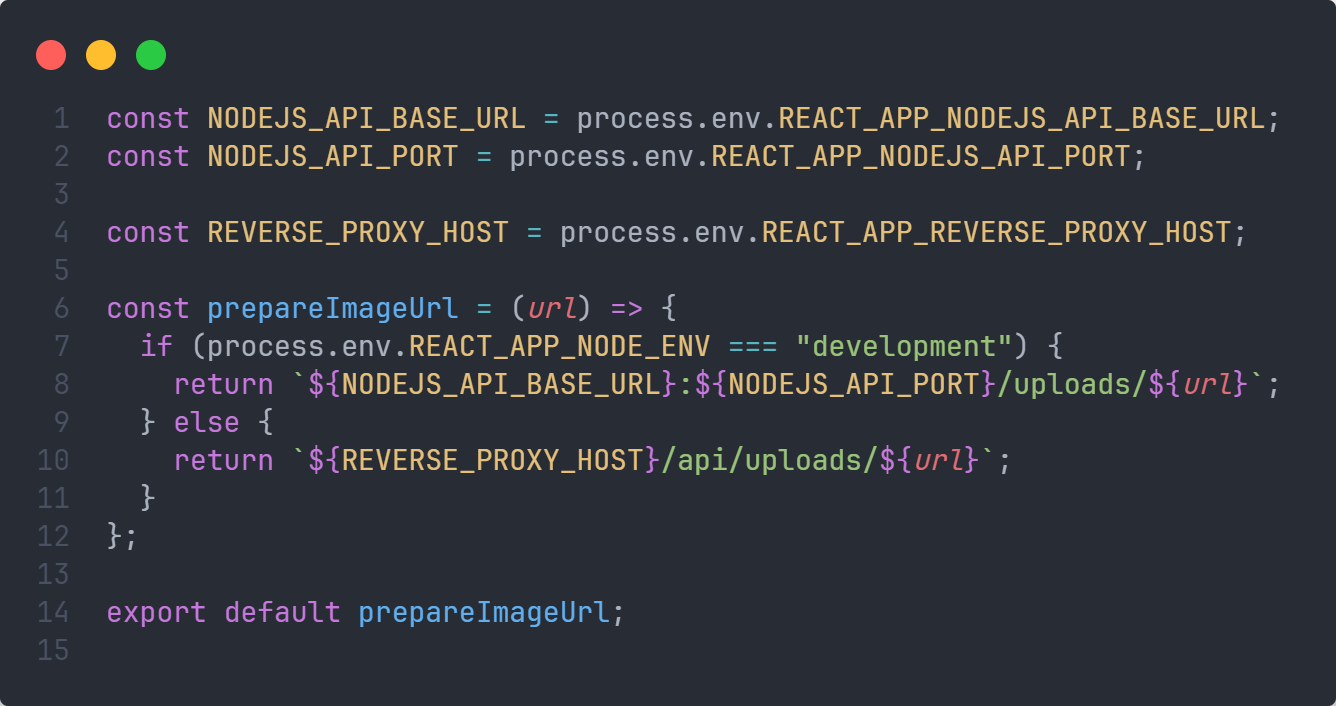 1 const NODEJS_API_BASE_URL = process.env.REACT_APP_NODEJS_API_BASE_URL;
2 const NODEJS_API_PORT = process.env.REACT_APP_NODEJS_API_PORT;
3
4 const REVERSE_PROXY_HOST = process.env.REACT_APP_REVERSE_PROXY_HOST;
5
6 const prepareImageUrl = (url) => {
7   if (process.env.REACT_APP_NODE_ENV === "development") {
8     return `${NODEJS_API_BASE_URL}:${NODEJS_API_PORT}/uploads/${url}`;
9   } else {
10     return `${REVERSE_PROXY_HOST}/api/uploads/${url}`;
11   }
12 };
13
14 export default prepareImageUrl;
15